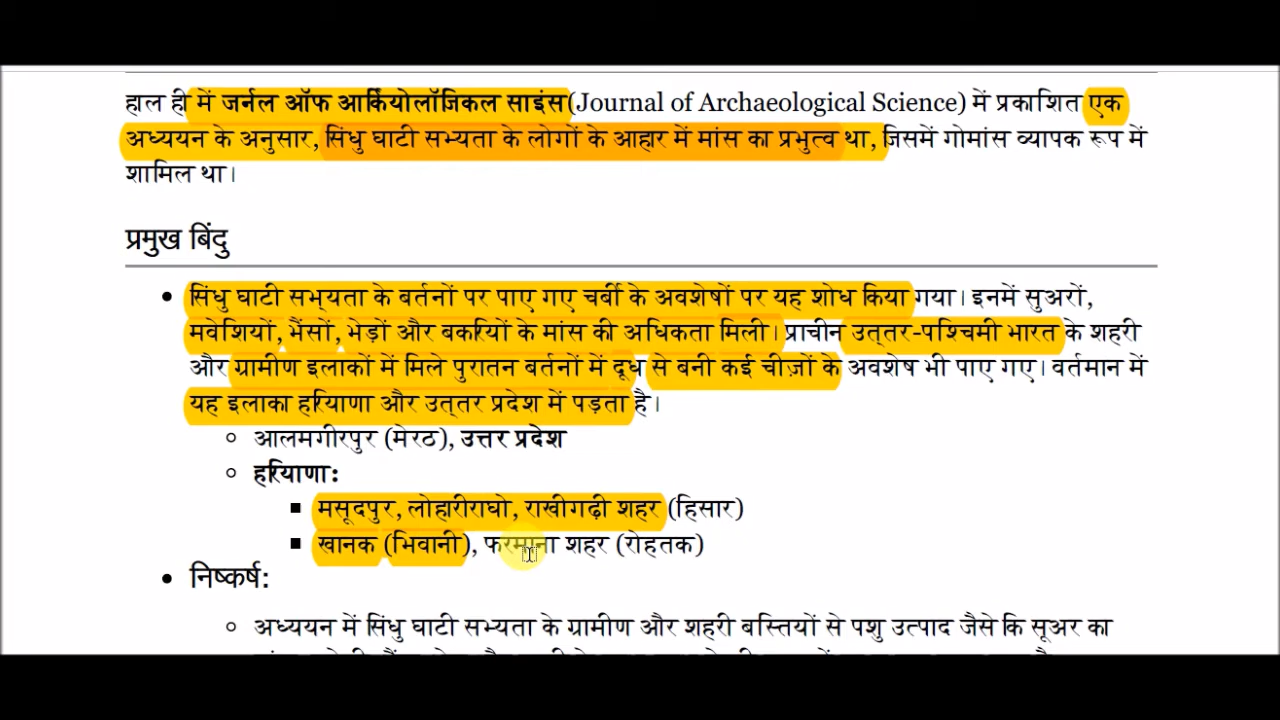 हाल ही में जर्नल ऑफ आर्कियोलॉजिकल साइंस(Journal of Archaeological Science) में प्रकाशित एक
अध्ययन के अनुसार, सिंधु घाटी सभ्यता के लोगों के आहार में मांस का प्रभुत्व था, जिसमें गोमांस व्यापक रूप में
शामिल था।
प्रमुख बिंदु
सिंधु घाटी सभ्यता के बर्तनों पर पाए गए चर्बी के अवशेषों पर यह शोध किया गया। इनमें सुअरों,
मवेशियों, भैंसों, भेड़ों और बकरियों के मांस की अधिकता मिली। प्राचीन उत्तर-पश्चिमी भारत के शहरी
और ग्रामीण इलाकों में मिले पुरातन बर्तनों में दूध से बनी कई चीज़ों के अवशेष भी पाए गए। वर्तमान में
यह इलाका हरियाणा और उत्तर प्रदेश में पड़ता है।
आलमगीरपुर (मेरठ), उत्तर प्रदेश
हरियाणा:
मसूदपुर, लोहारीराघो, राखीगढ़ी शहर (हिसार)
खानक (भिवानी), फरमाना शहर (रोहतक)
निष्कर्ष:
अध्ययन में सिंधु घाटी सभ्यता के ग्रामीण और शहरी बस्तियों से पशु उत्पाद जैसे कि सूअर का